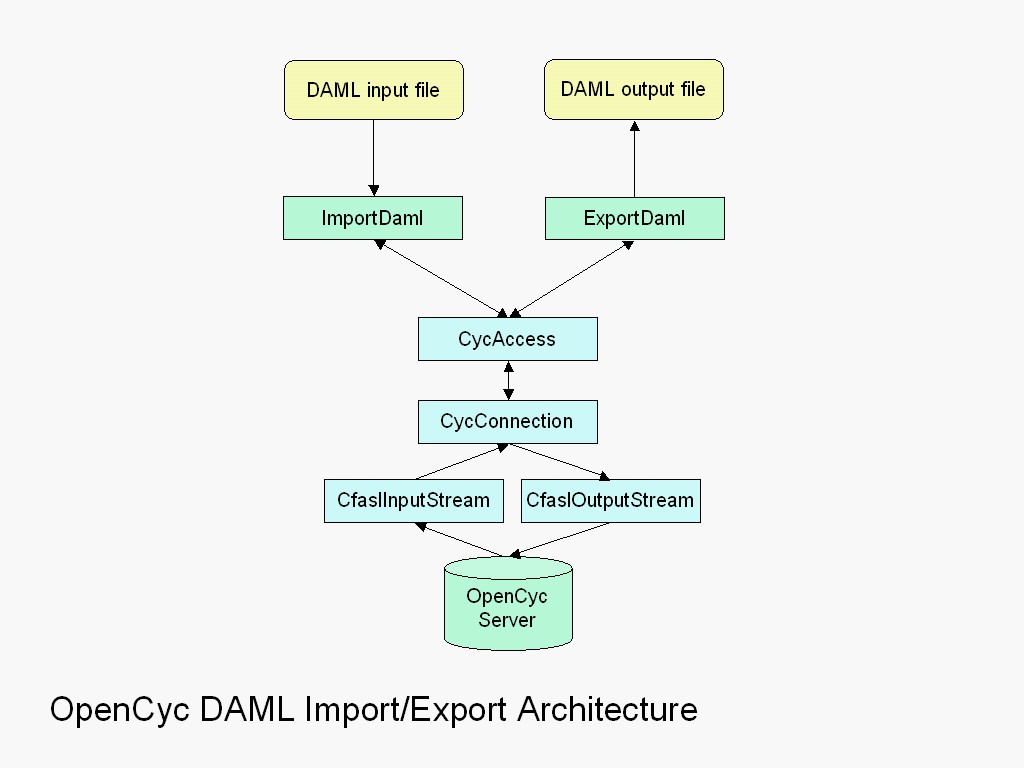 DAML input file
DAML output file
ImportDaml
ExportDaml
CycAccess
CycConnection
CfaslInputStream
CfaslOutputStream
OpenCyc
Server
OpenCyc DAML Import/Export Architecture